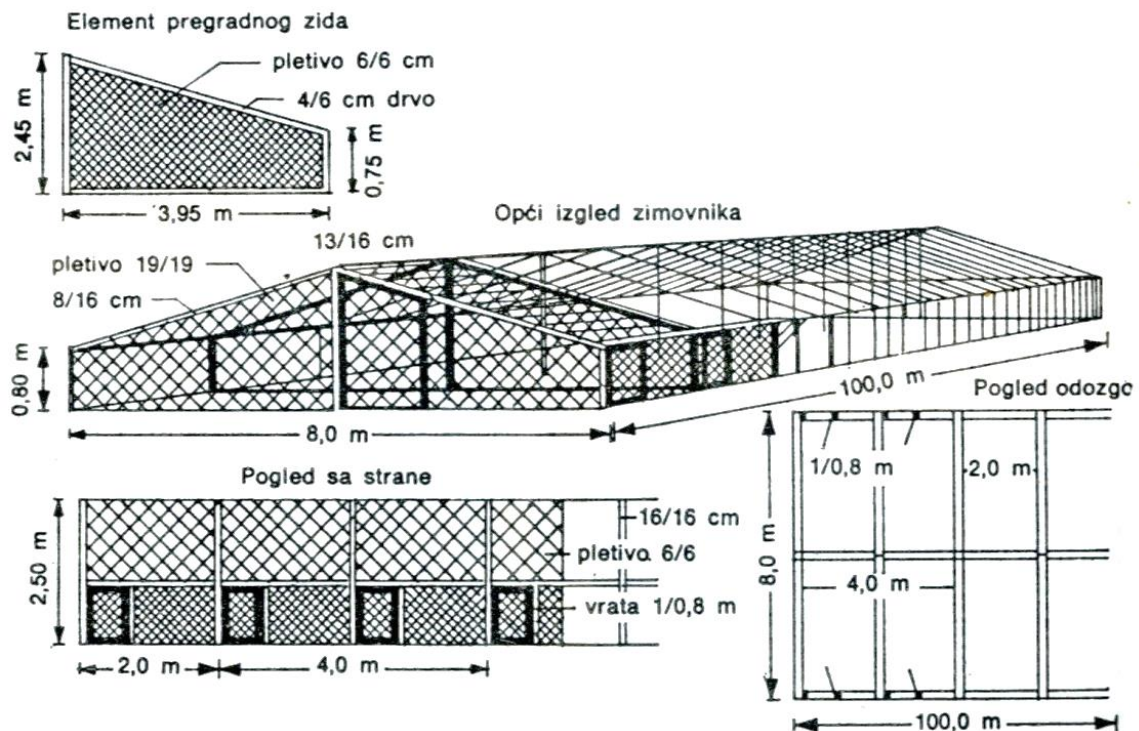 Element pregradnog zida
pletivo 6/6 cm
4/6 cm drvo
2,45 m
0,75 m
3,95 m
Opći izgled zimovnika
13/16 cm
pletivo 19/19
8/16 cm
0,80 m
8,0 m
100,0 m
Pogled odozgc
Pogled sa strane
16/16 cm
pletivo. 6/6
vrata 1/0,8 m
2,50 m
2,0 m
4,0 m
1/0,8 m
2,0 m
8,0 m
4,0 m
100,0 m